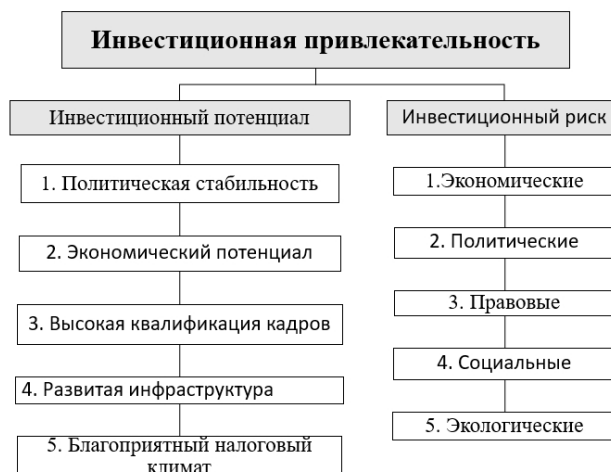 Инвестиционная привлекательность
Инвестиционный потенциал
1. Политическая стабильность
2. Экономический потенциал
3. Высокая квалификация кадров
4. Развитая инфраструктура
5. Благоприятный налоговый
климат
Инвестиционный риск
1.Экономические
2. Политические
3. Правовые
4. Социальные
5. Экологические